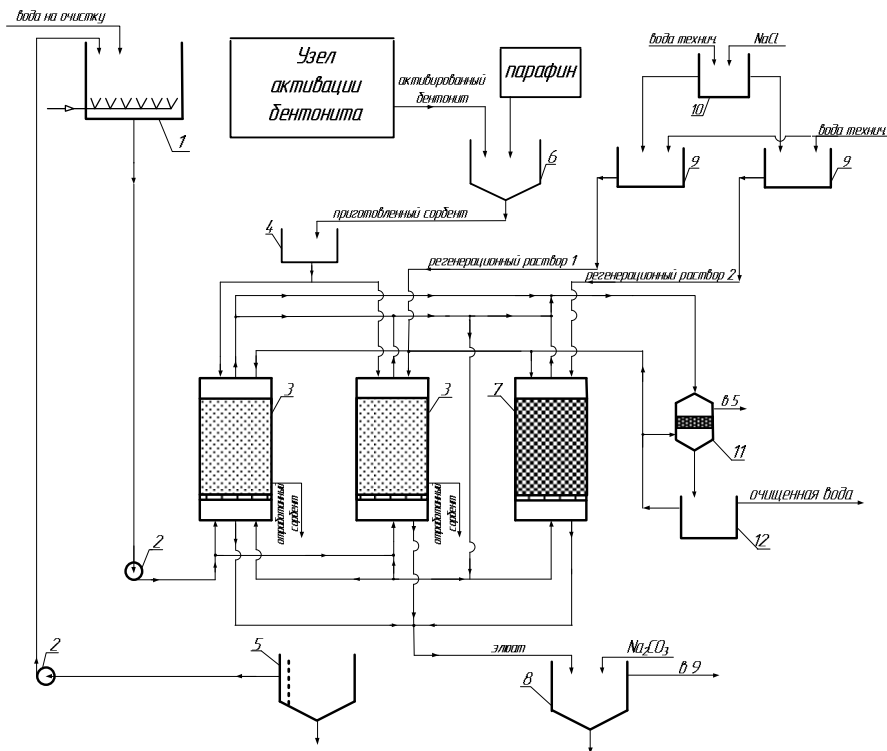 вода на очистку
1
Узел
активации
бентонита
активированный
бентонит
парафин
6
вода технич.
NaCl
10
вода технич.
9
9
приготовленный сорбент
4
регенерационный раствор 1
регенерационный раствор 2
3
3
7
в 5
11
отработанный
сорбент
отработанный
сорбент
очищенная вода
12
2
2
5
элюат
Na2CO3
8
в 9